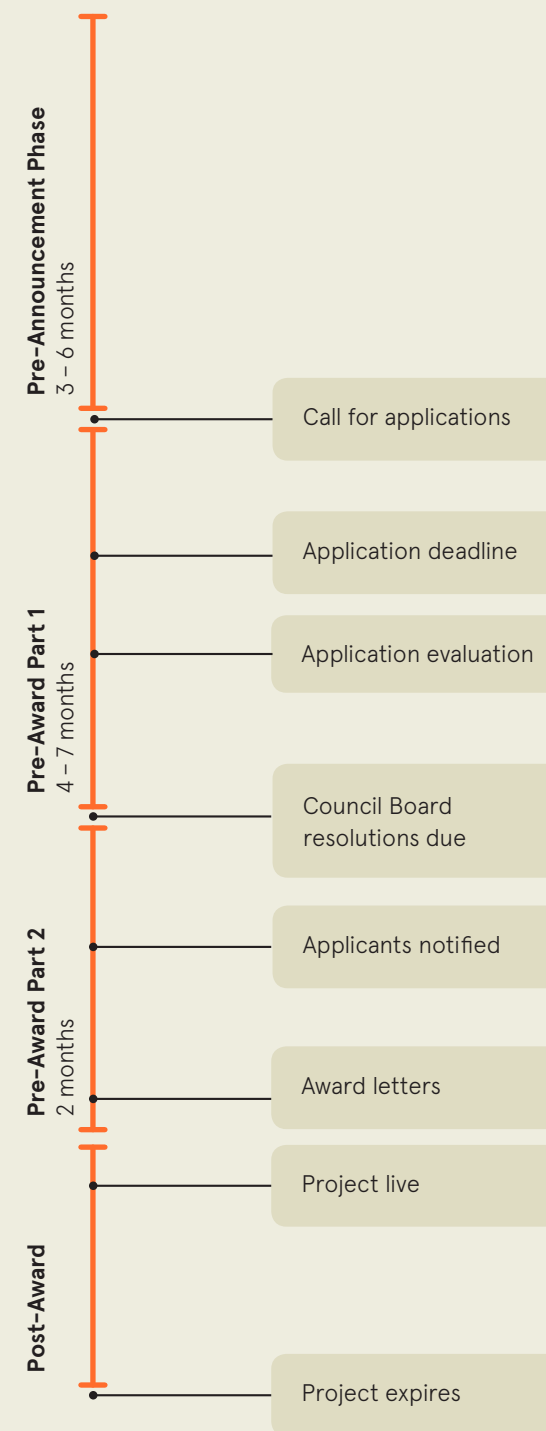 Pre-Announcement Phase
3 – 6 months
Call for applications
Pre-Award Part 1
4 – 7 months
Application deadline
Application evaluation
Council Board
resolutions due
Pre-Award Part 2
2 months
Applicants notified
Award letters
Post-Award
Project live
Project expires